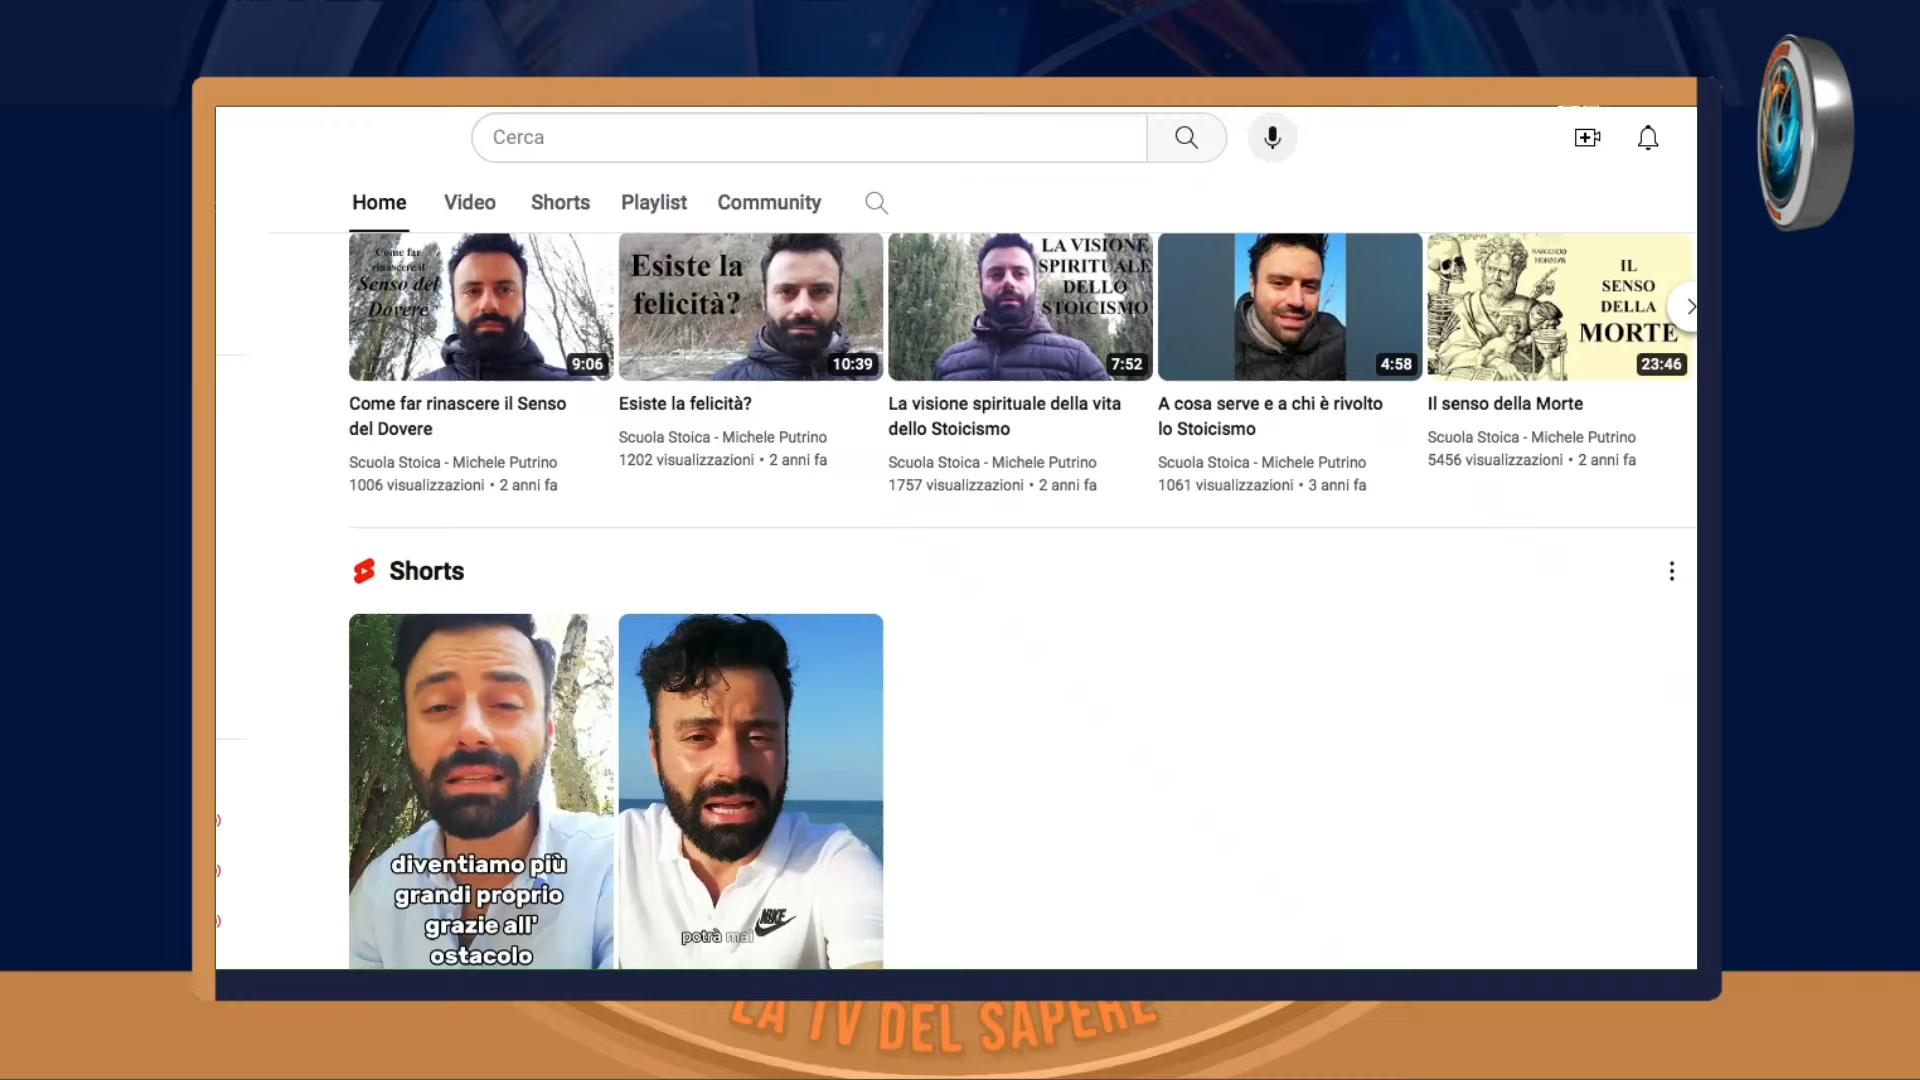 Cerca
Home Video Shorts Playlist Community
Come far
rinascere il
Senso del
Dovere
9:06
Esiste la
felicità?
10:39
LA VISIONE
SPIRITUALE
DELLO
STOICISMO
7:52
4:58
IL
SENSO
DELLA
MORTE
23:46
Come far rinascere il Senso
del Dovere
Scuola Stoica - Michele Putrino
1006 visualizzazioni • 2 anni fa
Esiste la felicità?
Scuola Stoica - Michele Putrino
1202 visualizzazioni • 2 anni fa
La visione spirituale della vita
dello Stoicismo
Scuola Stoica - Michele Putrino
1757 visualizzazioni • 2 anni fa
A cosa serve e a chi è rivolto
lo Stoicismo
Scuola Stoica - Michele Putrino
1061 visualizzazioni • 3 anni fa
Il senso della Morte
Scuola Stoica - Michele Putrino
5456 visualizzazioni • 2 anni fa
Shorts
diventiamo più
grandi proprio
grazie all'
ostacolo
NIKE
potrà mai
LA TV DEL SAPERE